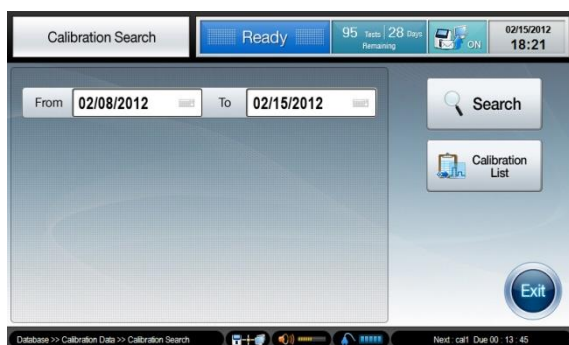 Calibration Search
Ready
95 Tests 28 Days
Remaining
ON
02/15/2012
18:21
From 02/08/2012 To 02/15/2012
Search
Calibration
List
Exit
Database >> Calibration Data >> Calibration Search
Next : cal1 Due 00 : 13 : 45